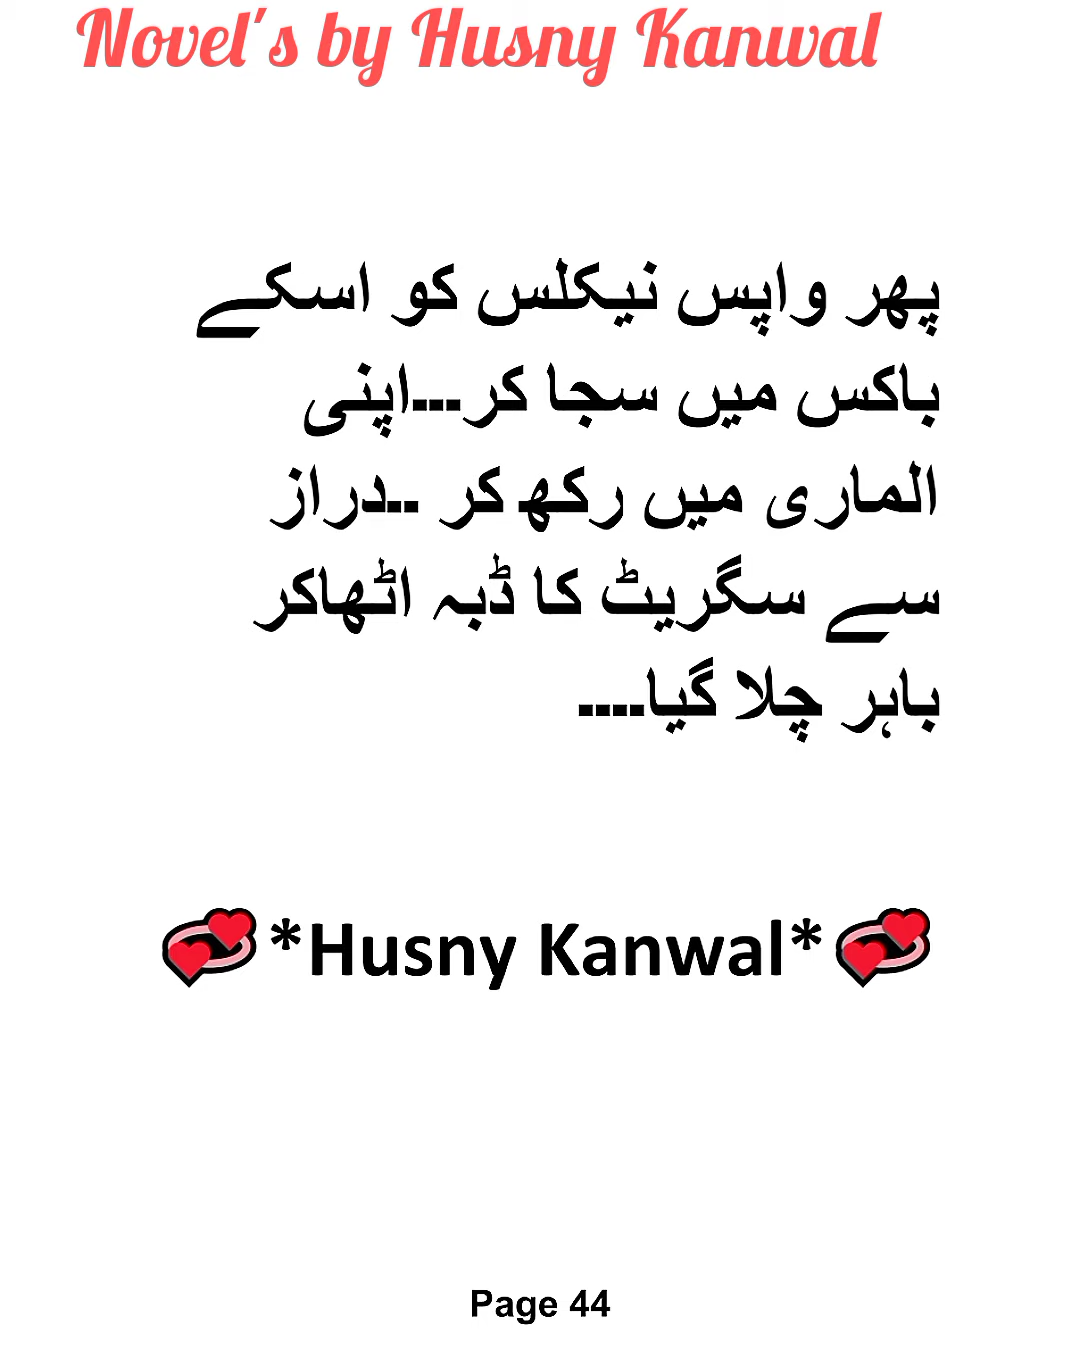 Novel's by Husny Kanwal
پھر واپس نیکلس کو اسکے
باکس میں سجا کر...اپنی
الماری میں رکھ کر ..دراز
سے سگریٹ کا ڈبہ اٹھاکر
باہر چلا گیا....
💞*Husny Kanwal*💞
Page 44